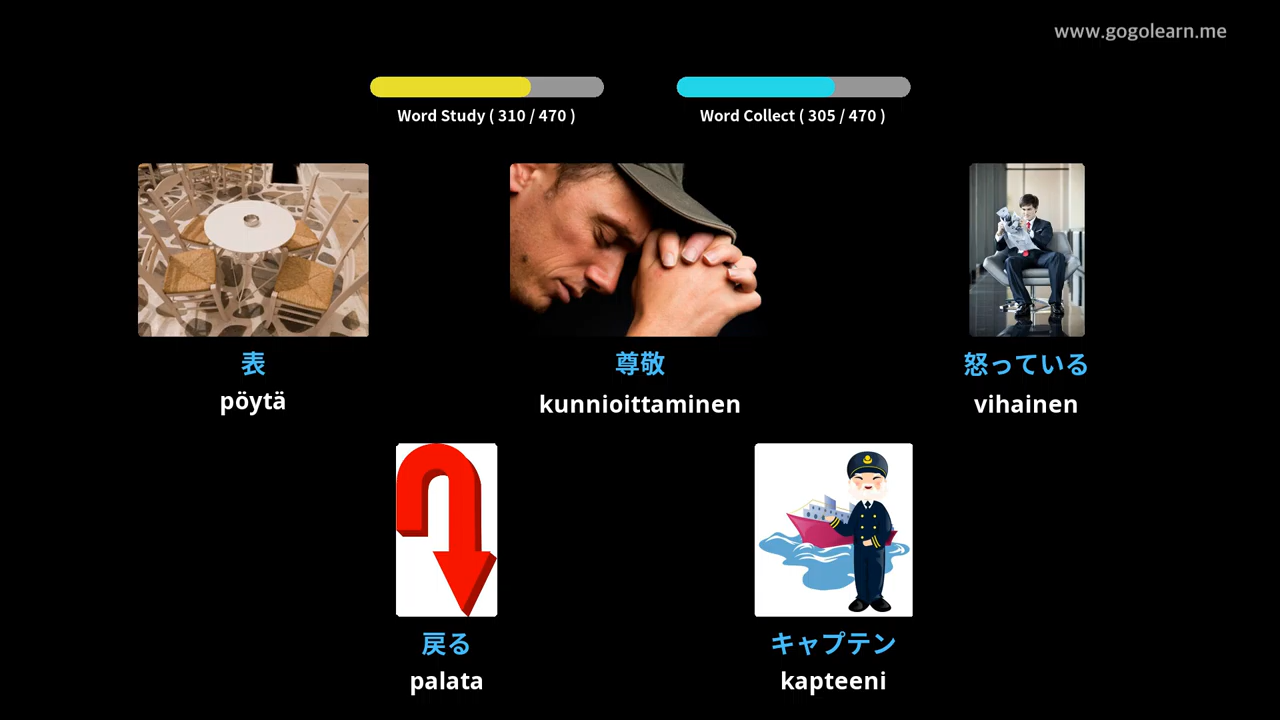 www.gogolearn.me
Word Study ( 310 / 470 )
Word Collect ( 305 / 470 )
表
pöytä
尊敬
kunnioittaminen
怒っている
vihainen
戻る
palata
キャプテン
kapteeni